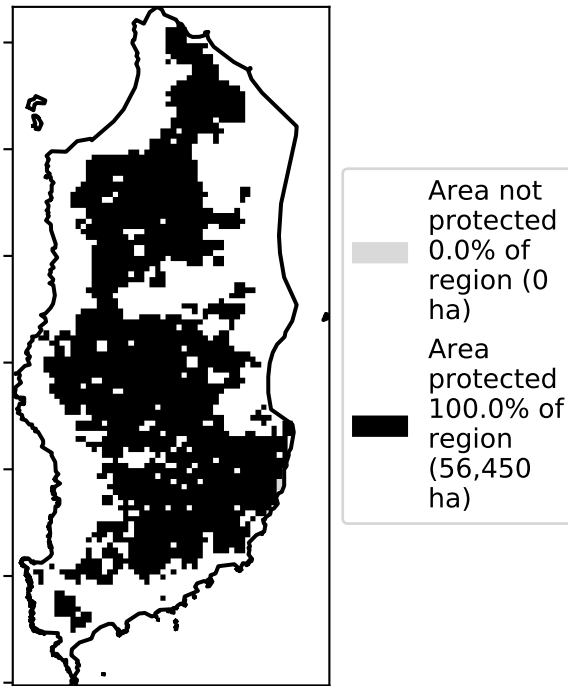 Area not
protected
0.0% of
region (0
ha)
Area
protected
100.0% of
region
(56,450
ha)